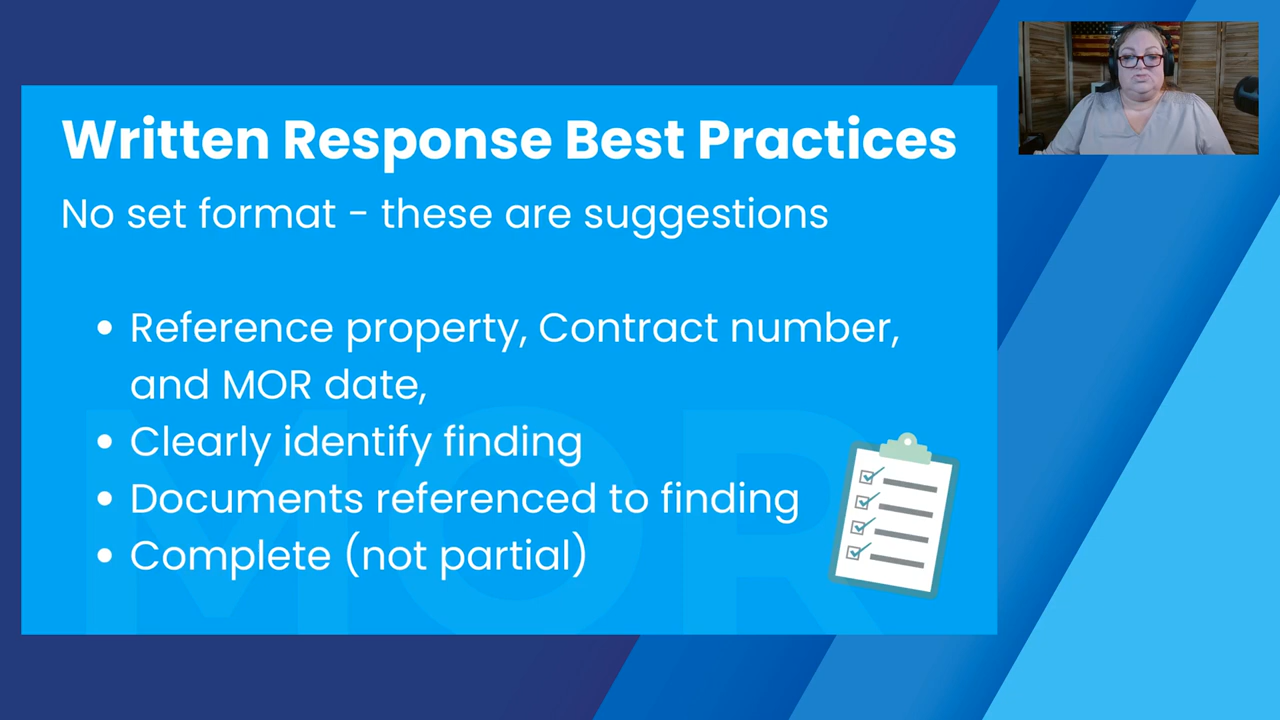 Written Response Best Practices
No set format - these are suggestions
• Reference property, Contract number,
and MOR date,
• Clearly identify finding
• Documents referenced to finding
• Complete (not partial)
MOR